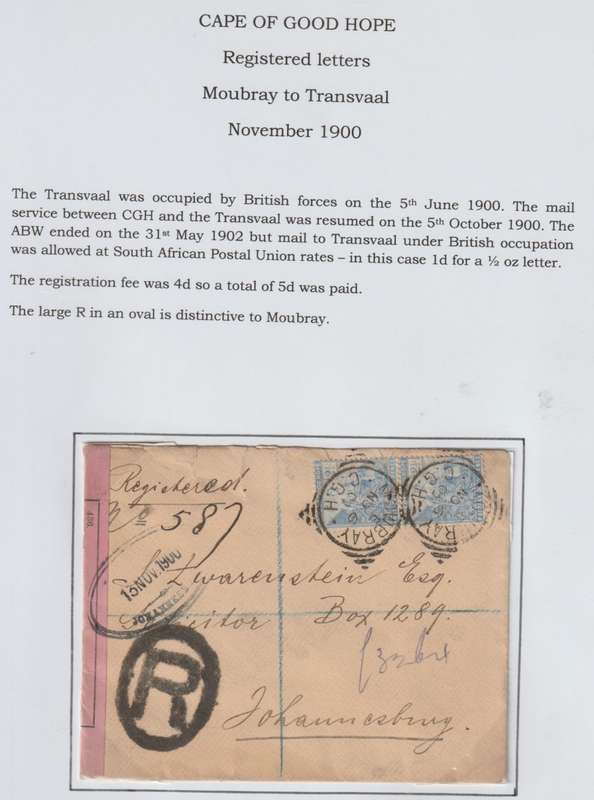 CAPE OF GOOD HOPE
Registered letters
Moubray to Transvaal
November 1900
The Transvaal was occupied by British forces on the 5th June 1900. The mail
service between CGH and the Transvaal was resumed on the 5th October 1900. The
ABW ended on the 31st May 1902 but mail to Transvaal under British occupation
was allowed at South African Postal Union rates – in this case 1d for a ½ oz letter.
The registration fee was 4d so a total of 5d was paid.
The large R in an oval is distinctive to Moubray.
Registered.
No 587
13NOV.1900
Zwarenstein Esq.
Box 1289
R
Johannesburg.
C.G.H
C.G.H
UBRAY
RAY